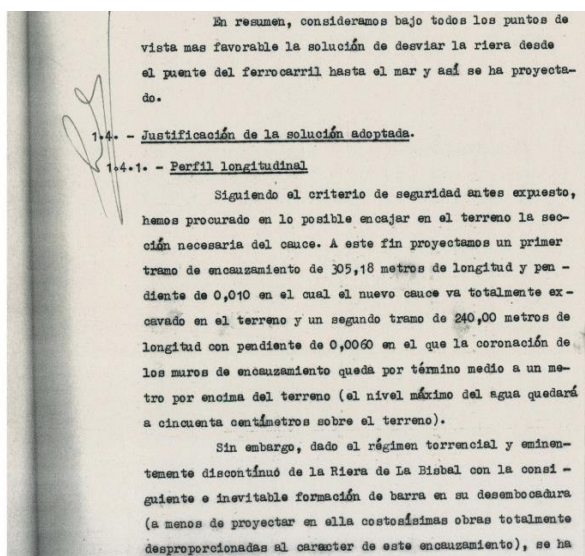 En resumen, consideramos bajo todos los puntos de
vista mas favorable la solución de desviar la riera desde
el puente del ferrocarril hasta el mar y así se ha proyecta-
do.
1.4. - Justificación de la solución adoptada.
1.4.1. - Perfil longitudinal
Siguiendo el criterio de seguridad antes expuesto,
hemos procurado en lo posible encajar en el terreno la sec-
ción necesaria del cauce. A este fin proyectamos un primer
tramo de encauzamiento de 305,18 metros de longitud y pen -
diente de 0,010 en el cual el nuevo cauce va totalmente ex-
cavado en el terreno y un segundo tramo de 240,00 metros de
longitud con pendiente de 0,0060 en el que la coronación de
los muros de encauzamiento queda por término medio a un me-
tro por encima del terreno (el nivel máximo del agua quedará
a cincuenta centímetros sobre el terreno).
Sin embargo, dado el régimen torrencial y eminen-
temente discontínuo de la Riera de La Bisbal con la consi -
guiente e inevitable formación de barra en su desembocadura
(a menos de proyectar en ella costosísimas obras totalmente
desproporcionadas al caracter de este encauzamiento), se ha